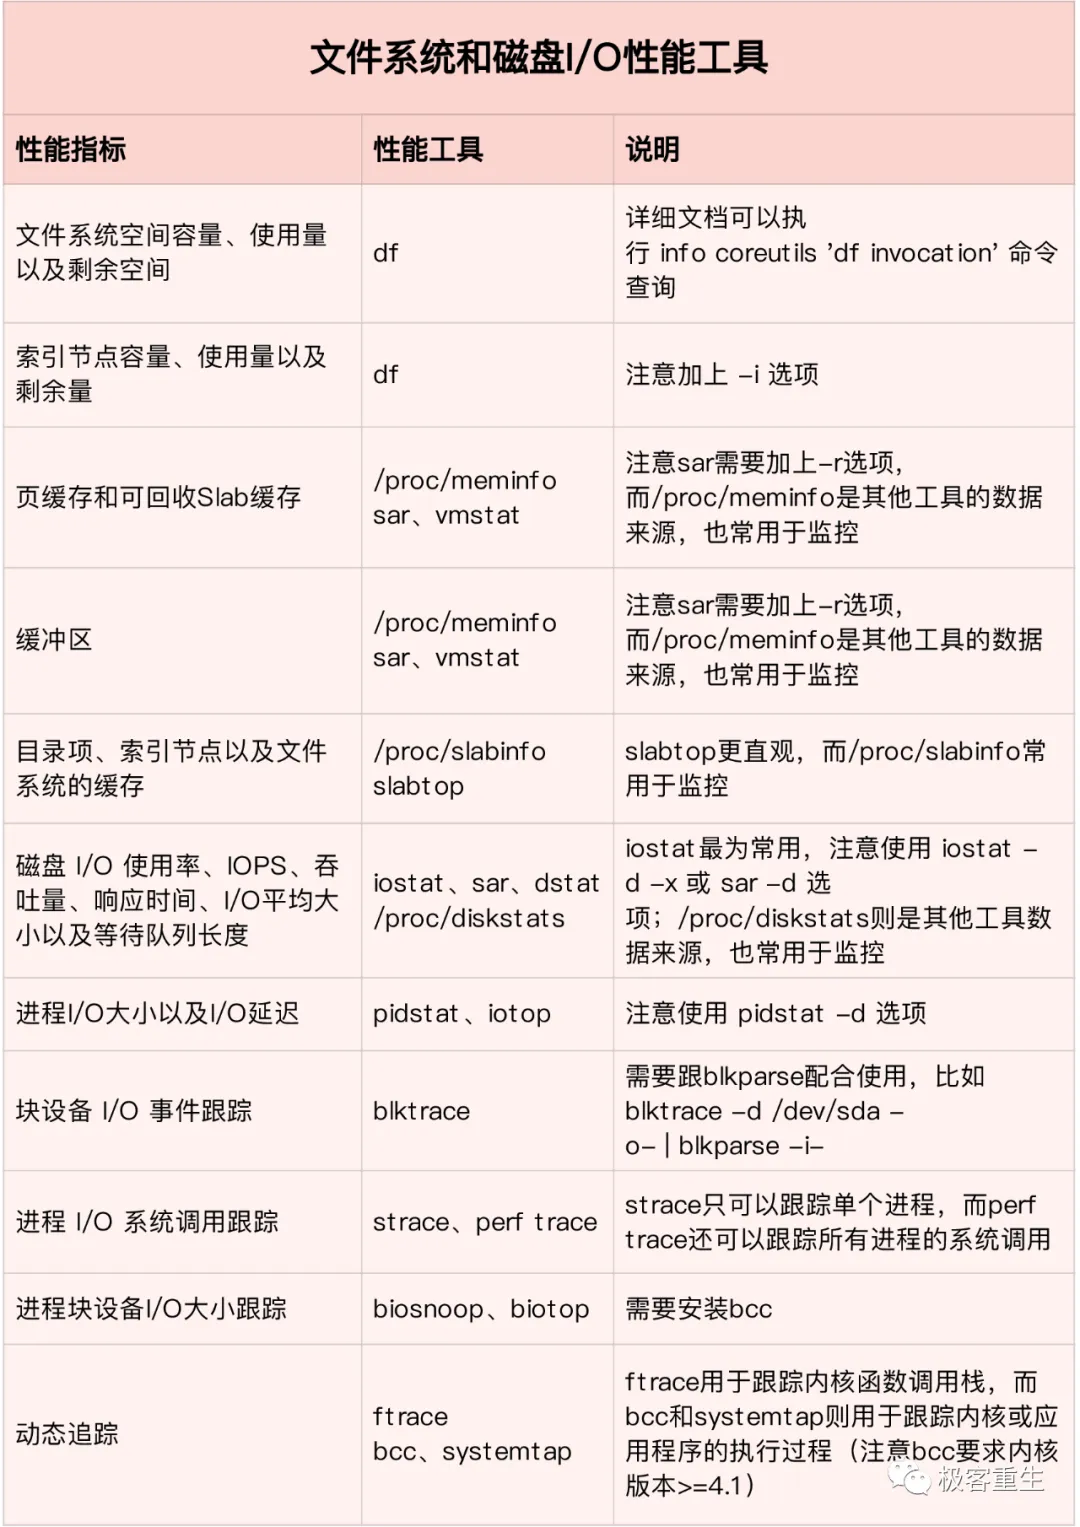 文件系统和磁盘I/O性能工具
性能指标
性能工具
说明
文件系统空间容量、使用量
以及剩余空间
df
详细文档可以执
行 info coreutils ’df invocation’ 命令
查询
索引节点容量、使用量以及
剩余量
df
注意加上 -i 选项
页缓存和可回收Slab缓存
/proc/meminfo
sar、vmstat
注意sar需要加上-r选项，
而/proc/meminfo是其他工具的数据
来源，也常用于监控
缓冲区
/proc/meminfo
sar、vmstat
注意sar需要加上-r选项，
而/proc/meminfo是其他工具的数据
来源，也常用于监控
目录项、索引节点以及文件
系统的缓存
/proc/slabinfo
slabtop
slabtop更直观，而/proc/slabinfo常
用于监控
磁盘 I/O 使用率、IOPS、吞
吐量、响应时间、I/O平均大
小以及等待队列长度
iostat、sar、dstat
/proc/diskstats
iostat最为常用，注意使用 iostat -
d -x 或 sar -d 选
项；/proc/diskstats则是其他工具数
据来源，也常用于监控
进程I/O大小以及I/O延迟
pidstat、iotop
注意使用 pidstat -d 选项
块设备 I/O 事件跟踪
blktrace
需要跟blkparse配合使用，比如
blktrace -d /dev/sda -
o- | blkparse -i-
进程 I/O 系统调用跟踪
strace、perf trace
strace只可以跟踪单个进程，而perf
trace还可以跟踪所有进程的系统调用
进程块设备I/O大小跟踪
biosnoop、biotop
需要安装bcc
动态追踪
ftrace
bcc、systemtap
ftrace用于跟踪内核函数调用栈，而
bcc和systemtap则用于跟踪内核或应
用程序的执行过程（注意bcc要求内核
版本>=4.1）
极客重生